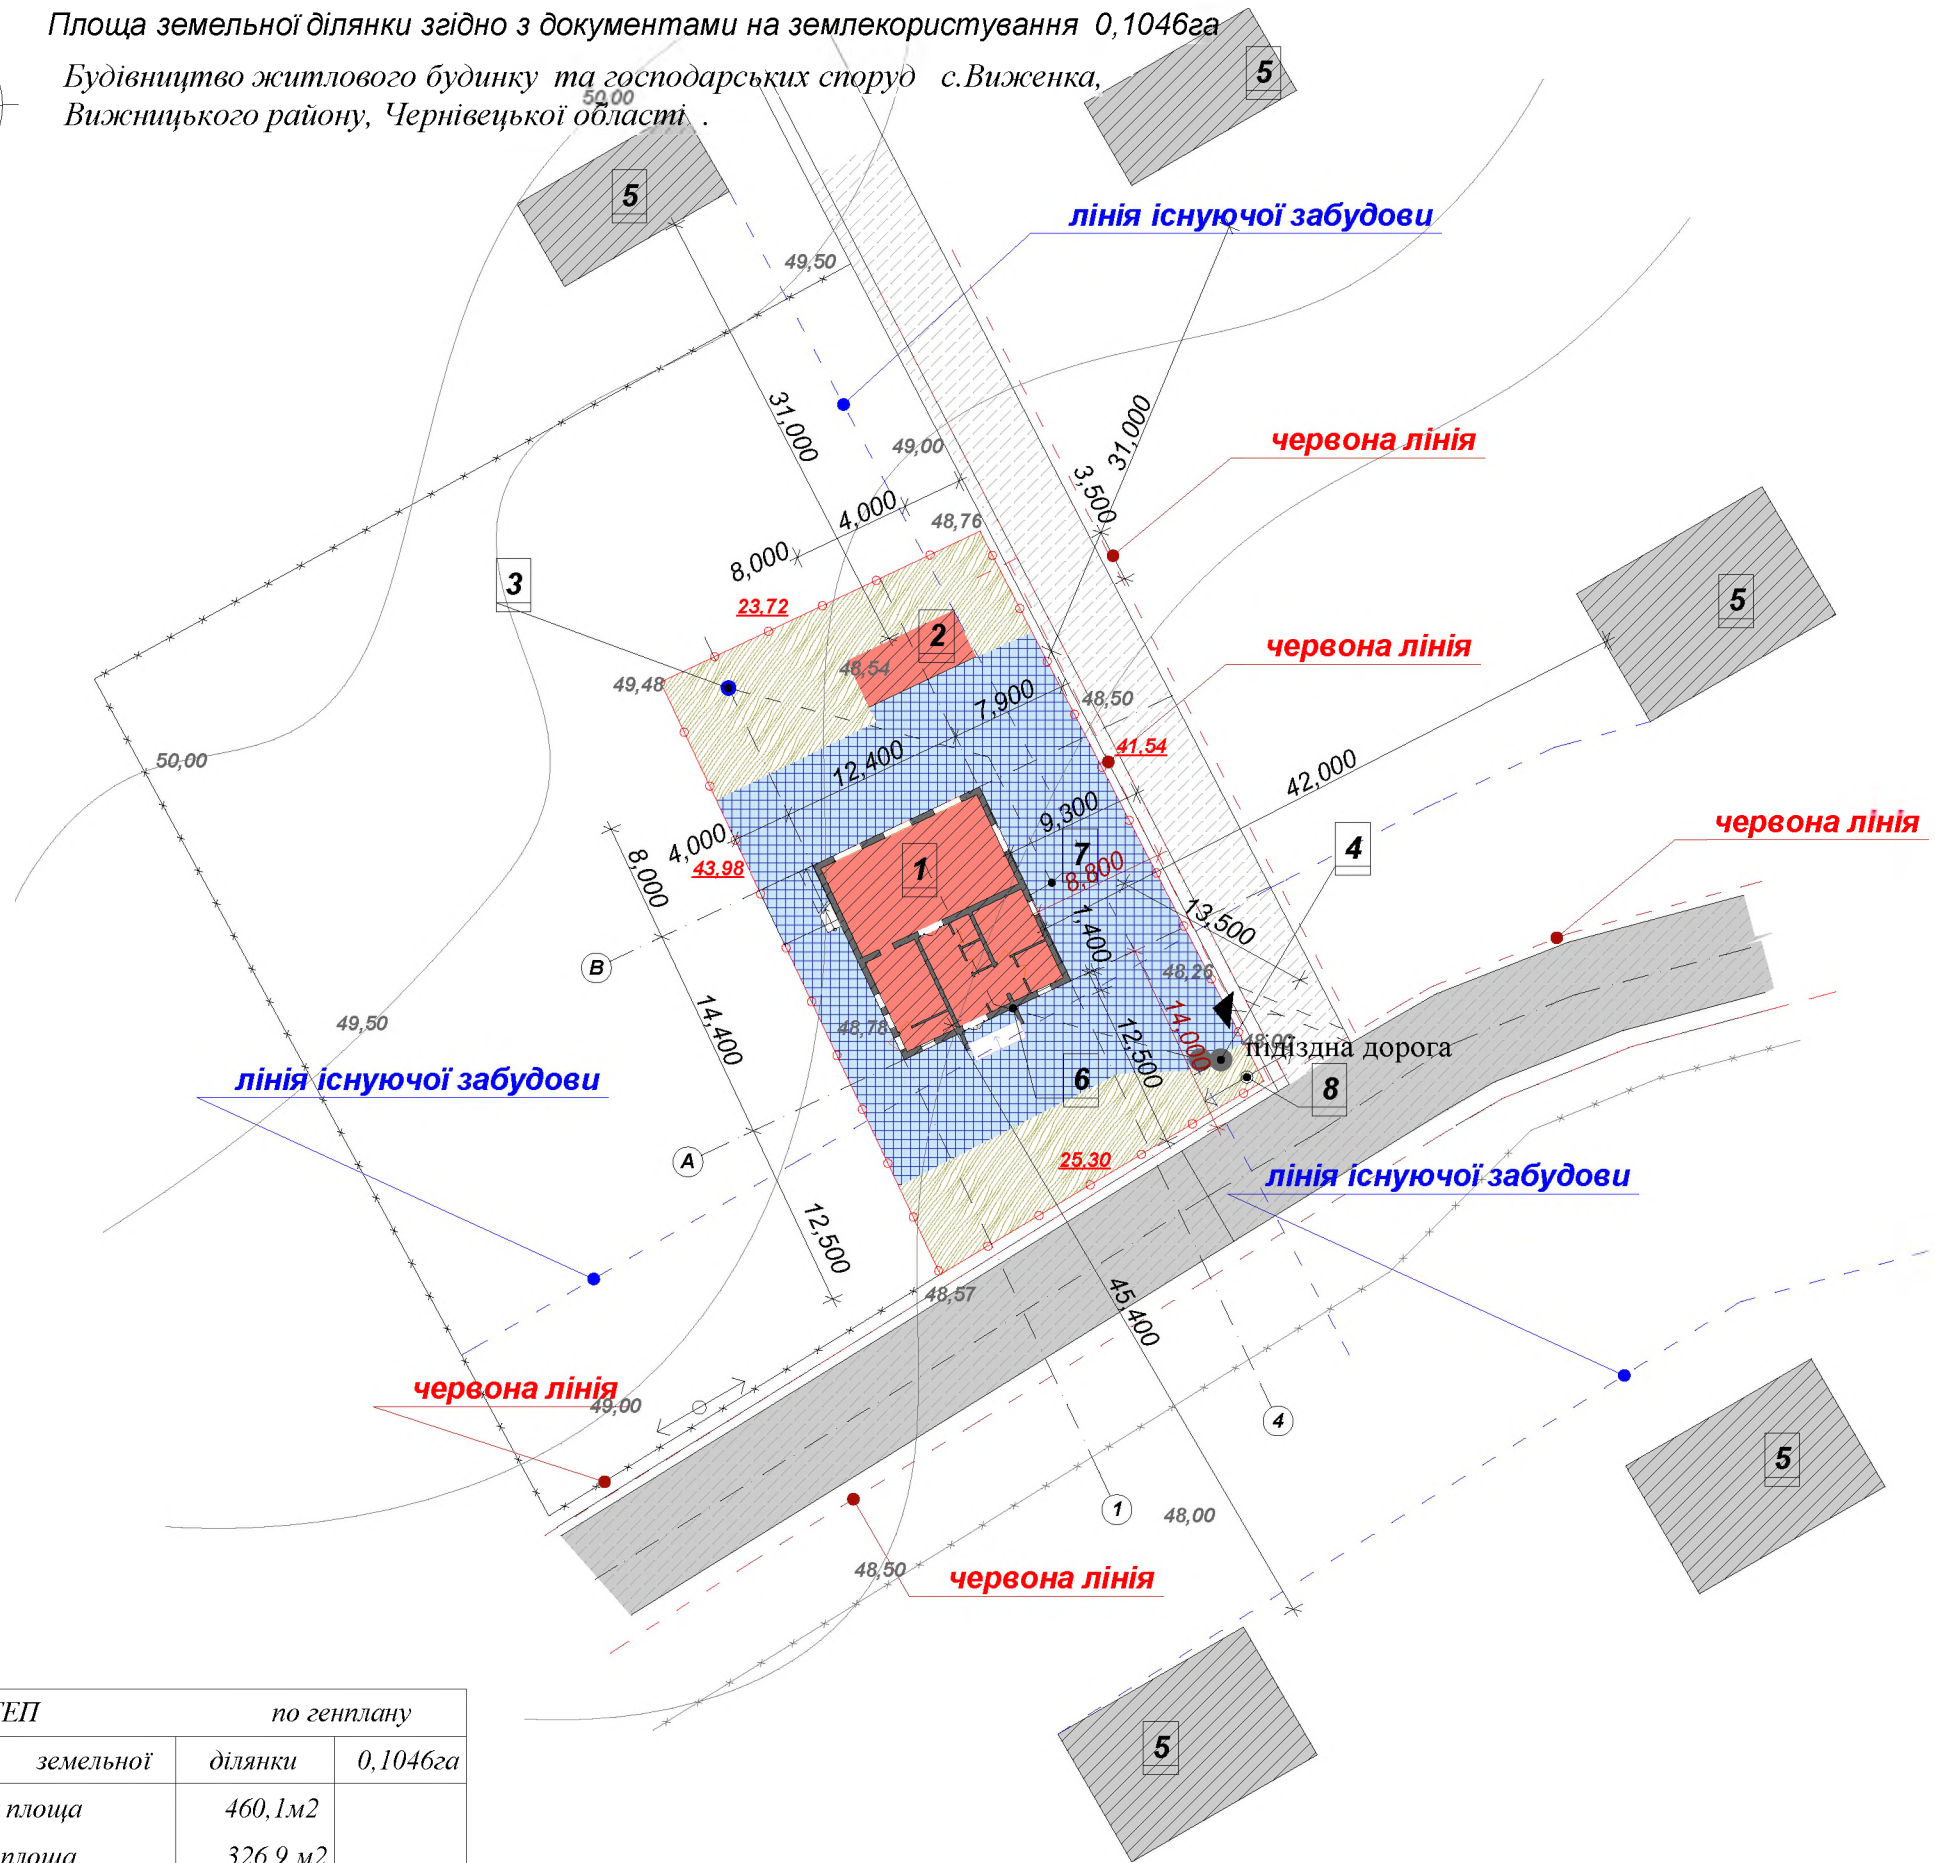 Площа земельної ділянки згідно з документами на землекористування 0,1046га
Будівництво житлового будинку та господарських споруд с.Виженка,
Вижницького району, Чернівецької області .
50,00
5
5
лінія існуючої забудови
49,50
31,000
31,000
49,00
червона лінія
3,500
4,000
48,76
8,000
3
23,72
5
2
червона лінія
48,54
49,48
48,50
7,900
41.54
50,00
12,400
42,000
9,300
червона лінія
4,000
8,000
43,98
1
7
4
8,800
13,500
1,400
В
48,26
14,400
49,50
48,78
12,500
14,000
48,00
підїздна дорога
лінія існуючої забудови
6
8
А
25.30
лінія існуючої забудови
12,500
48,57
45,400
червона лінія
49,00
4
5
1
48,00
48,50
червона лінія
5
ТЕП по генплану
земельної ділянки 0,1046га
площа 460,1м2
площа 326,9 м2